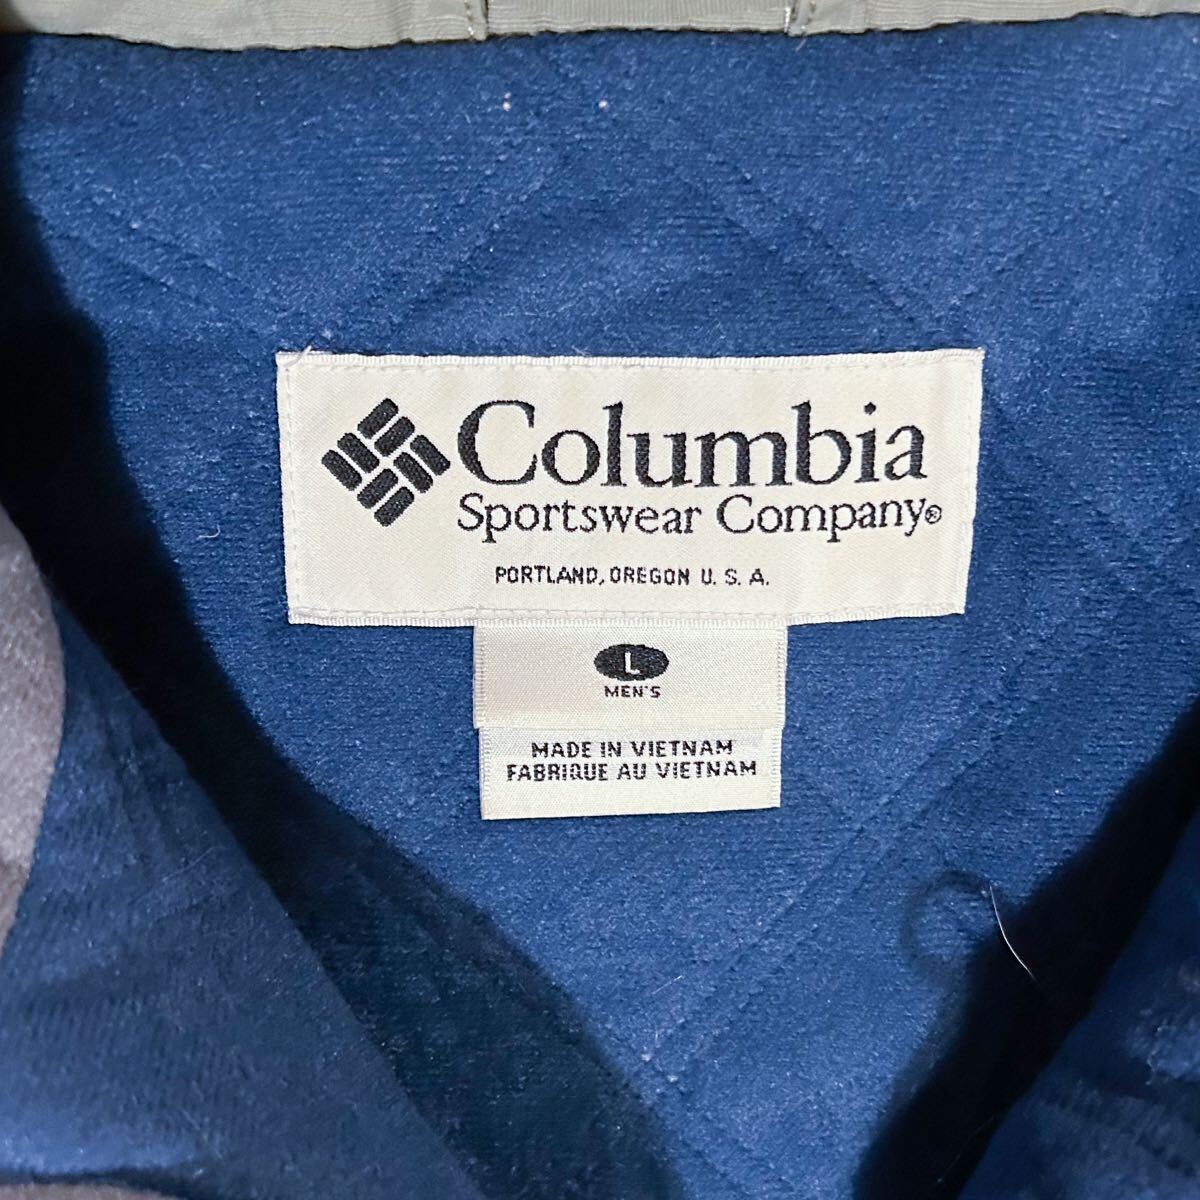 Columbia
Sportswear Company®
PORTLAND, OREGON U.S.A.
L
MEN'S
MADE IN VIETNAM
FABRIQUE AU VIETNAM